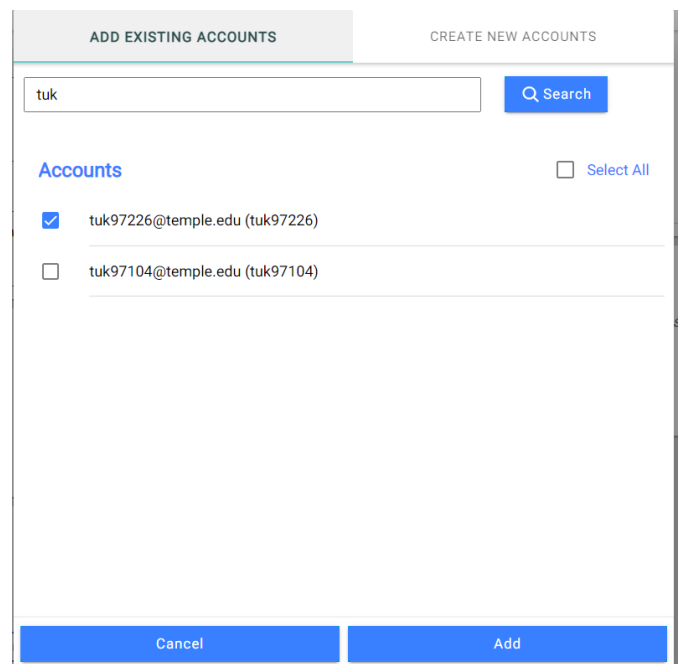 ADD EXISTING ACCOUNTS CREATE NEW ACCOUNTS
tuk Search
Accounts Select All
tuk97226@temple.edu (tuk97226)
tuk97104@temple.edu (tuk97104)
Cancel Add